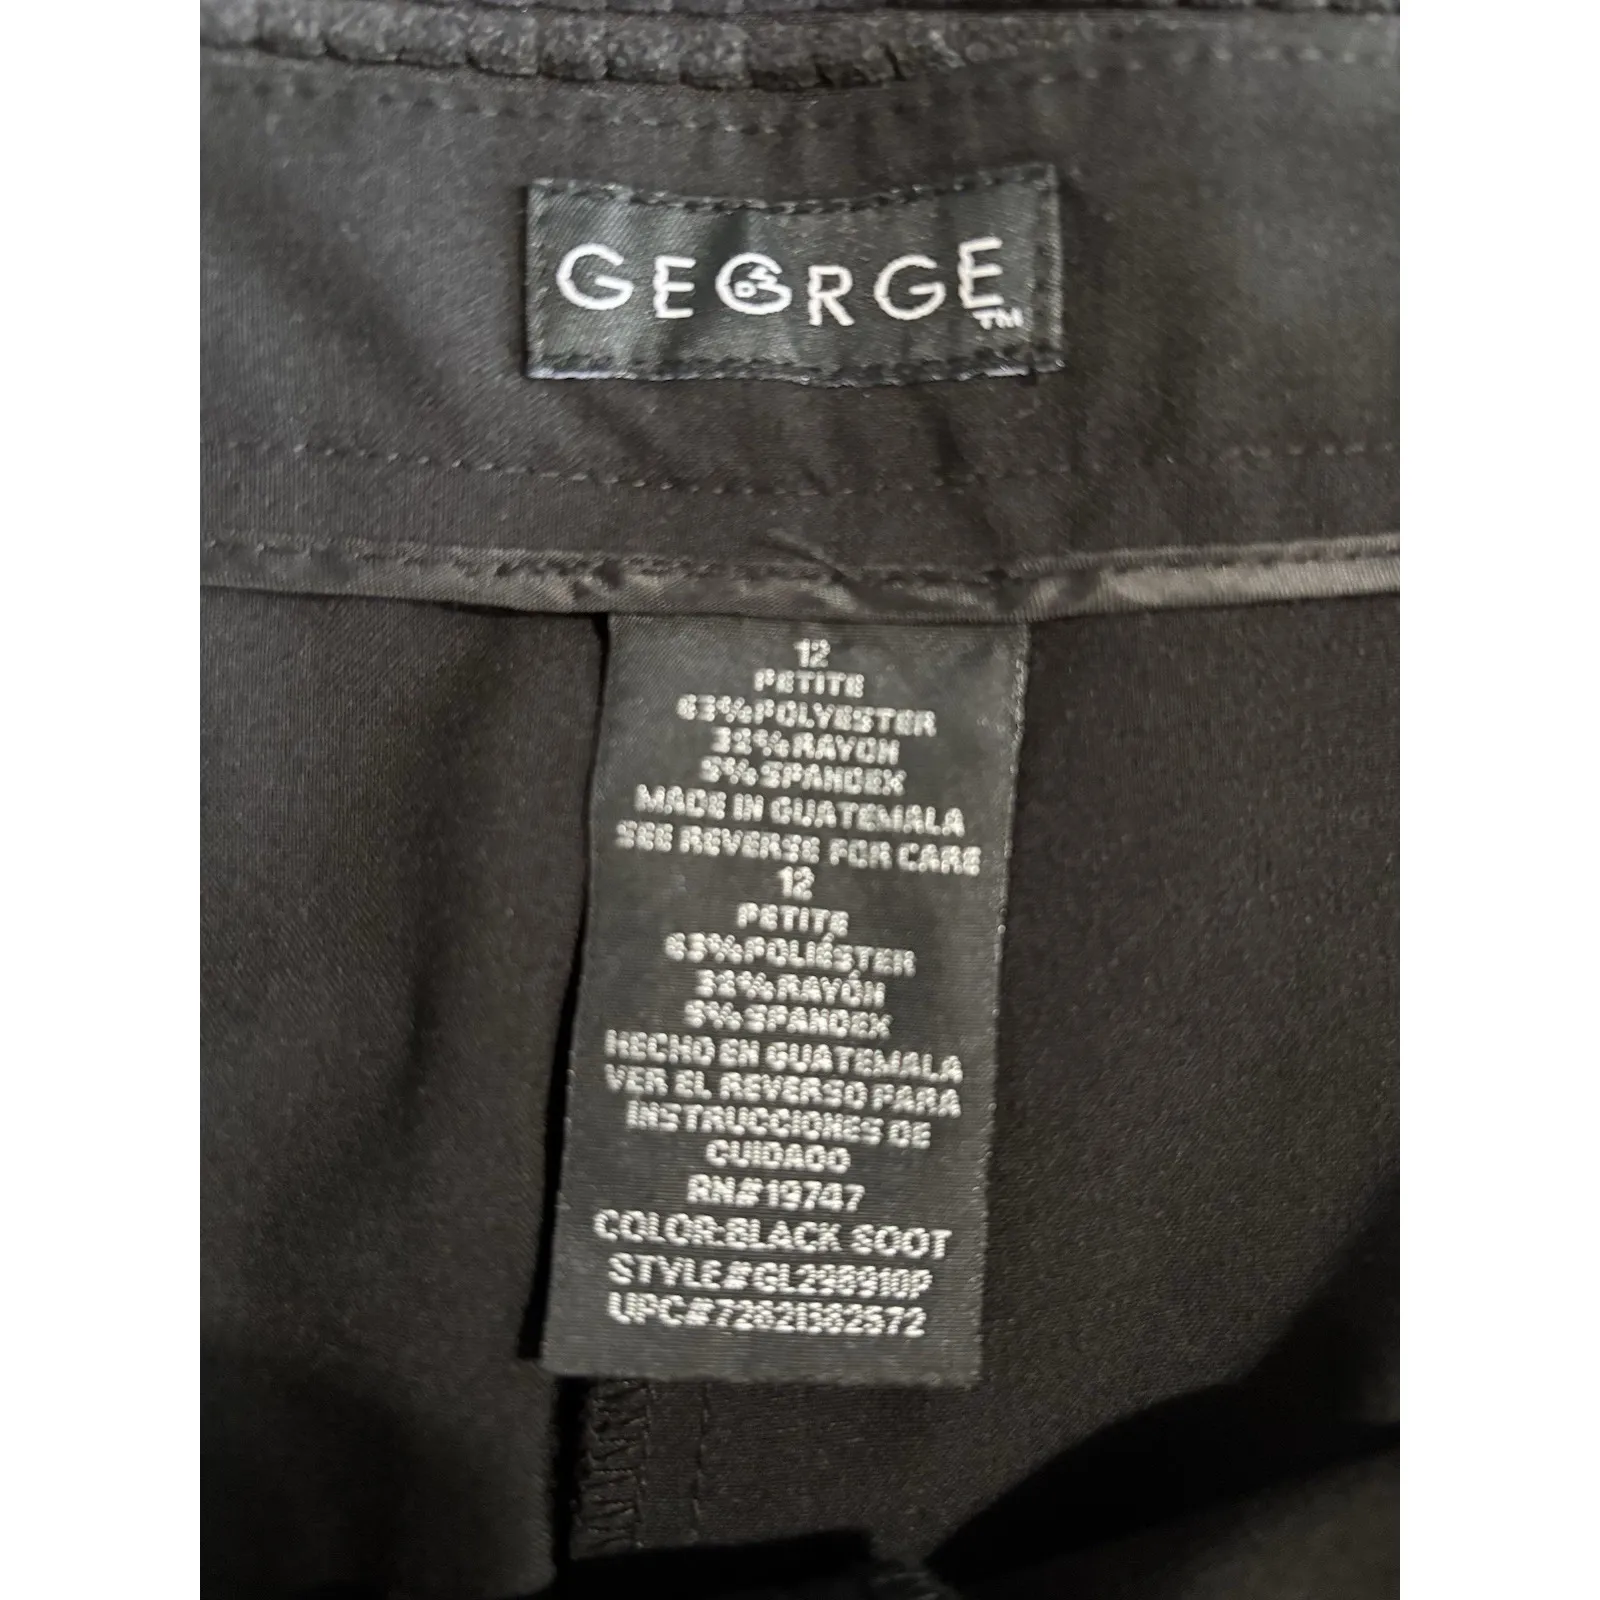 GEORGE
TM
12
PETITE
63%POLYESTER
32%RAYON
5%SPANDEX
MADE IN GUATEMALA
SEE REVERSE FOR CARE
12
PETITE
63%POLIÉSTER
32%RAYÓN
5%SPANDEX
HECHO EN GUATEMALA
VER EL REVERSO PARA
INSTRUCCIONES DE
CUIDADO
RN#19747
COLOR:BLACK SOOT